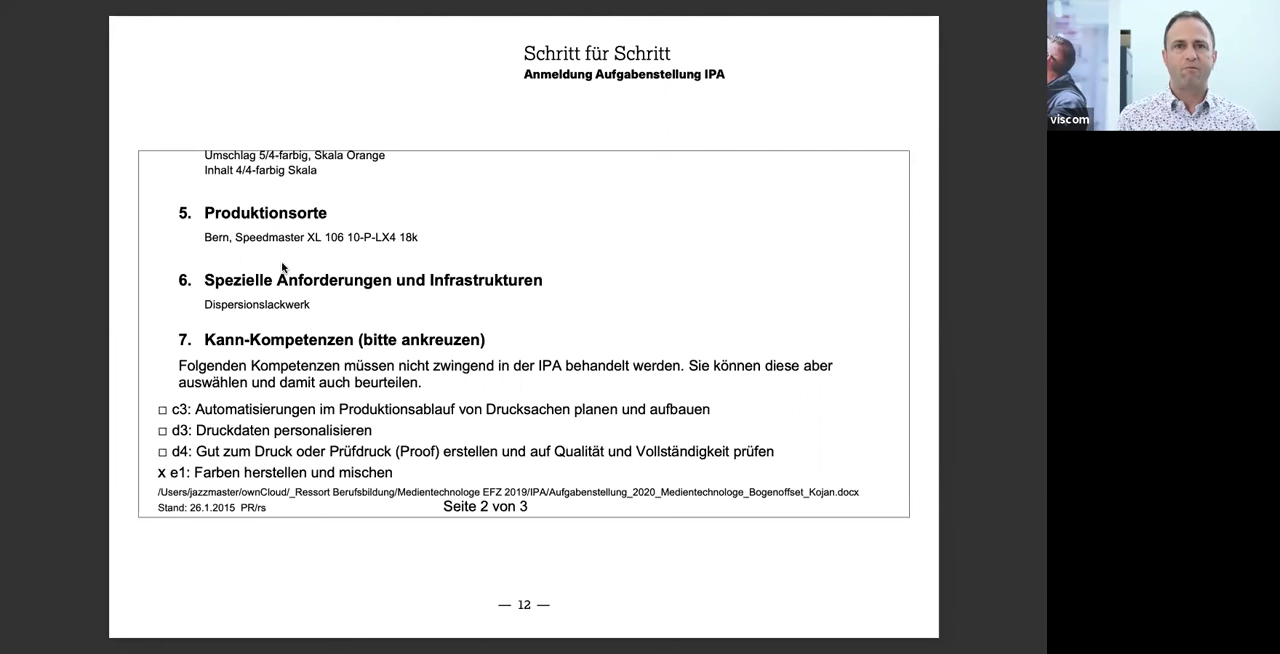 Schritt für Schritt
Anmeldung Aufgabenstellung IPA
viscom
Umschlag 5/4-farbig, Skala Orange
Inhalt 4/4-farbig Skala
5. Produktionsorte
Bern, Speedmaster XL 106 10-P-LX4 18k
6. Spezielle Anforderungen und Infrastrukturen
Dispersionslackwerk
7. Kann-Kompetenzen (bitte ankreuzen)
Folgenden Kompetenzen müssen nicht zwingend in der IPA behandelt werden. Sie können diese aber
auswählen und damit auch beurteilen.
□ c3: Automatisierungen im Produktionsablauf von Drucksachen planen und aufbauen
□ d3: Druckdaten personalisieren
□ d4: Gut zum Druck oder Prüfdruck (Proof) erstellen und auf Qualität und Vollständigkeit prüfen
x e1: Farben herstellen und mischen
/Users/jazzmaster/ownCloud/_Ressort Berufsbildung/Medientechnologe EFZ 2019/IPA/Aufgabenstellung_2020_Medientechnologe_Bogenoffset_Kojan.docx
Stand: 26.1.2015 PR/rs Seite 2 von 3
— 12 —